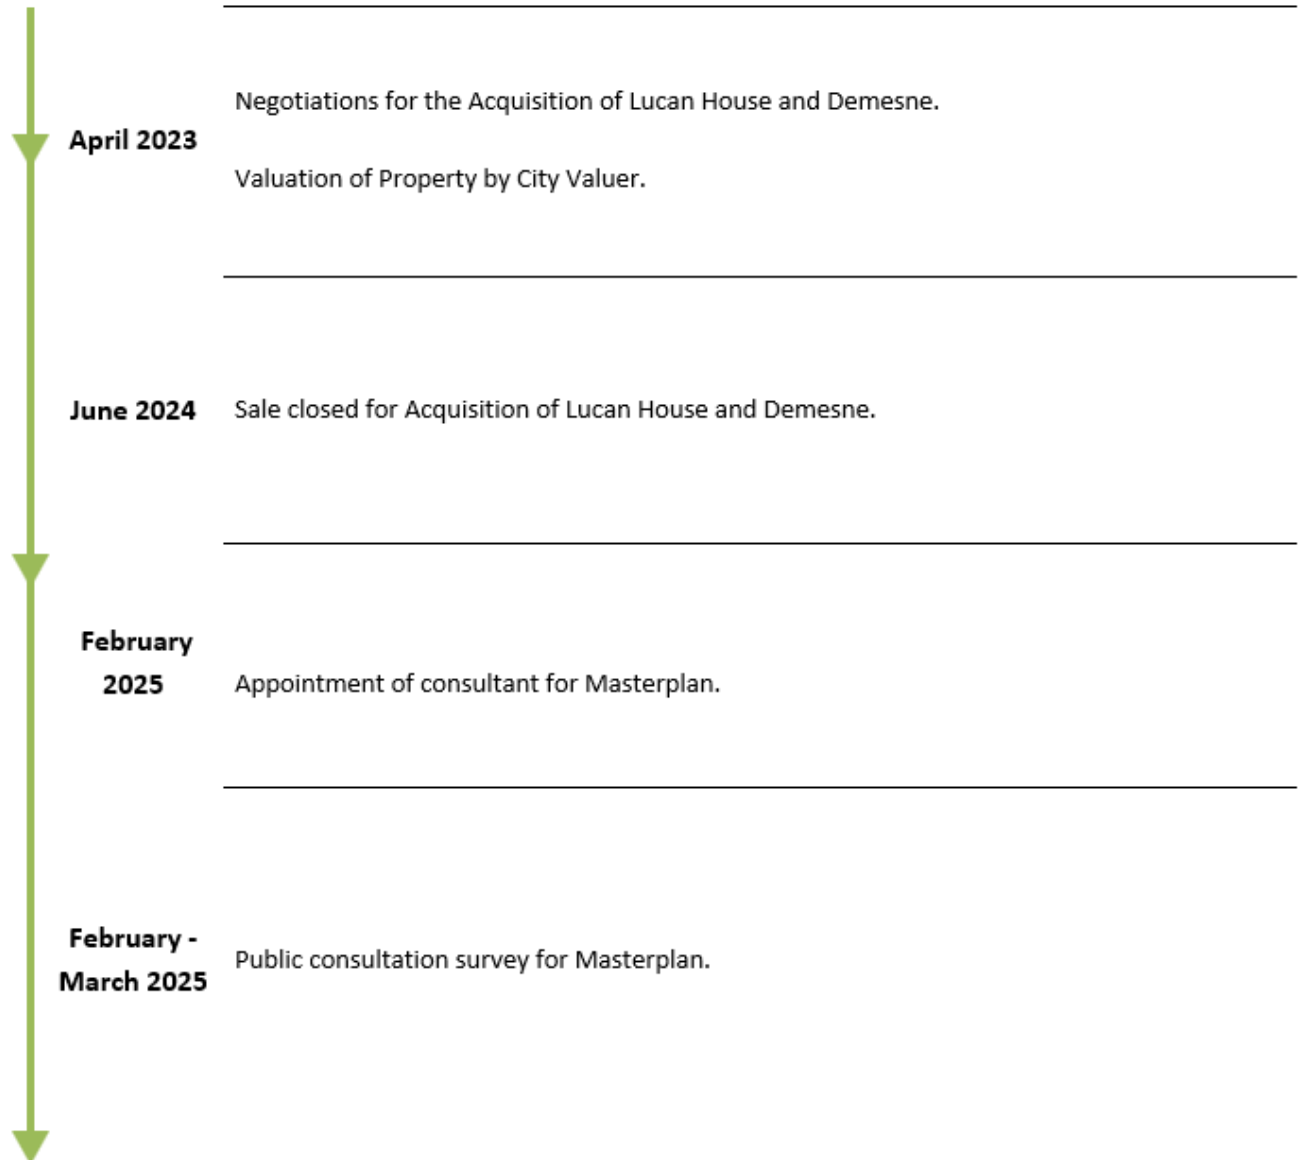 April 2023
Negotiations for the Acquisition of Lucan House and Demesne.
Valuation of Property by City Valuer.
June 2024
Sale closed for Acquisition of Lucan House and Demesne.
February
2025
Appointment of consultant for Masterplan.
February -
March 2025
Public consultation survey for Masterplan.